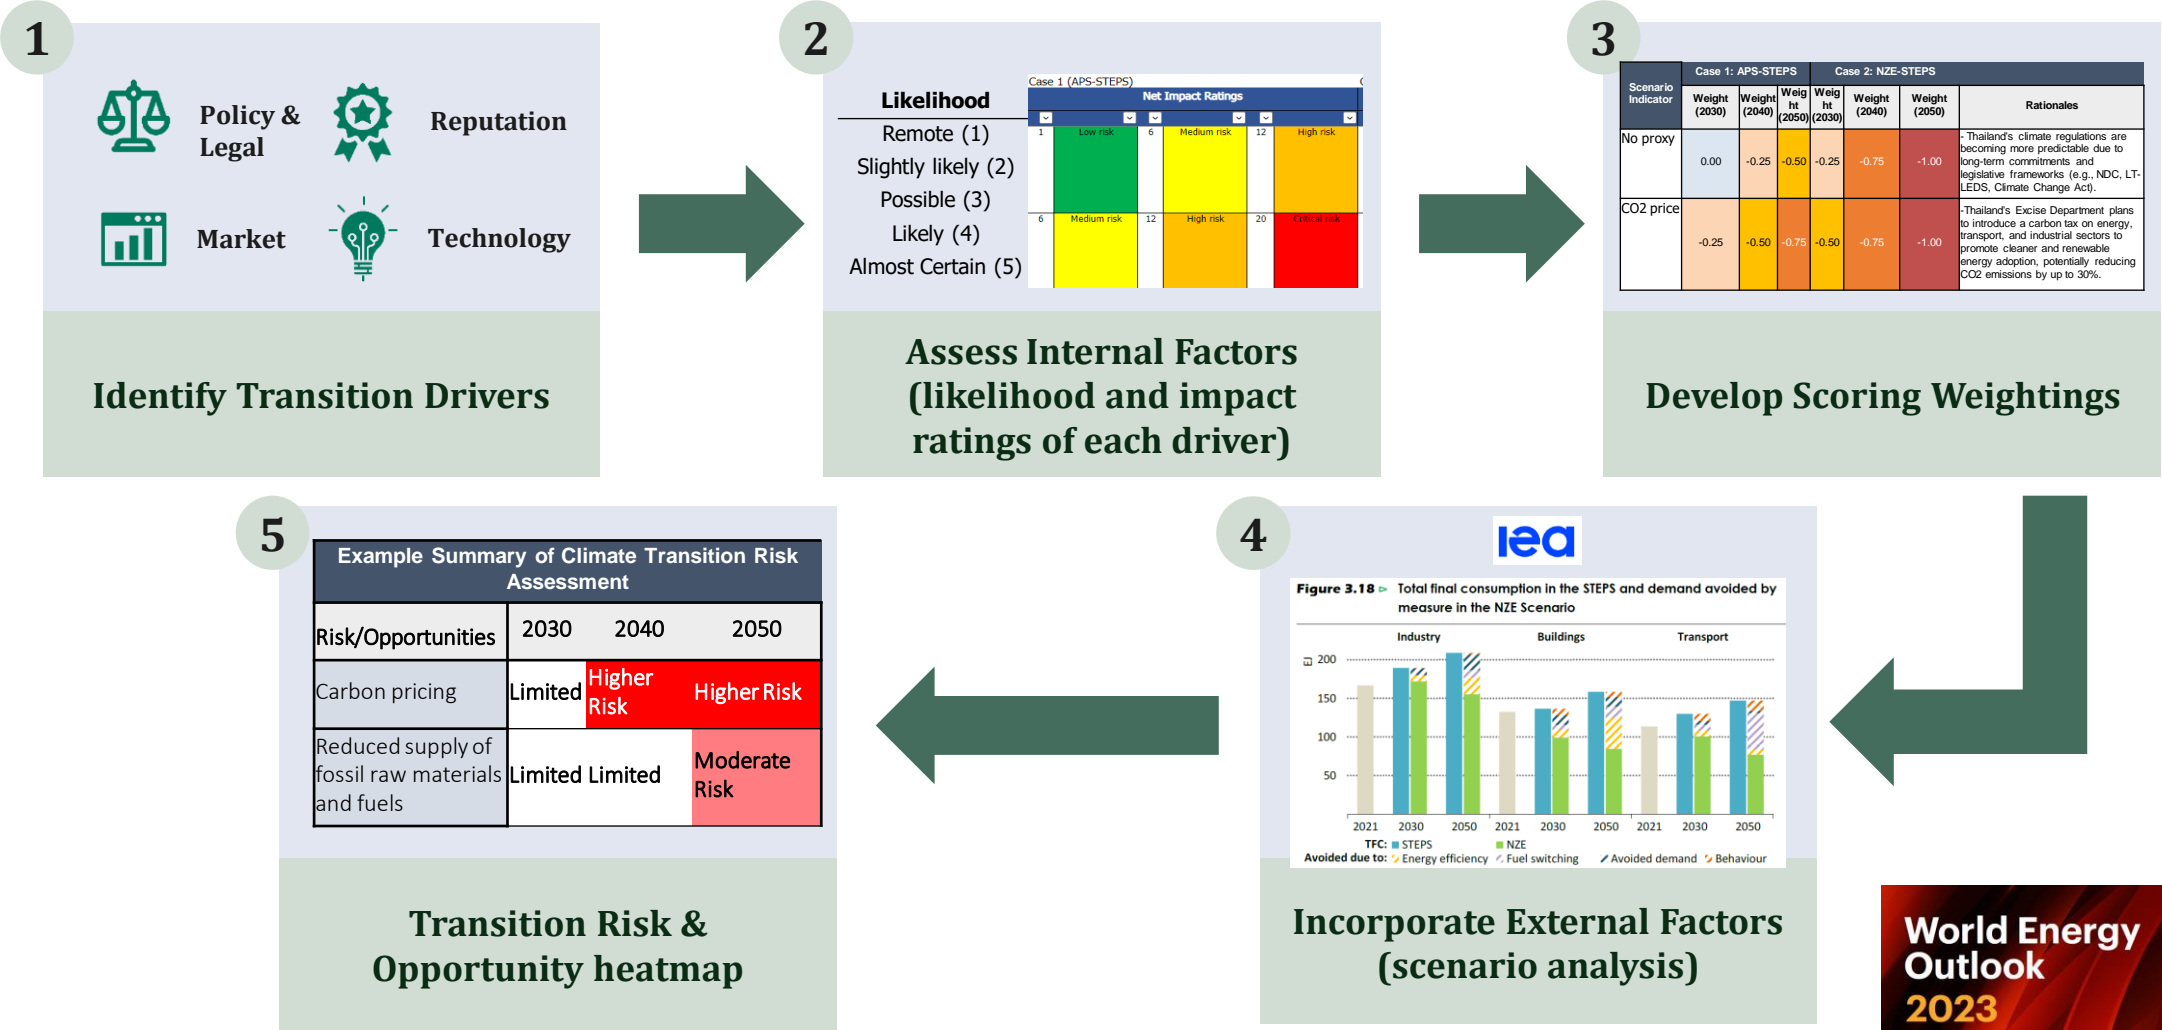 1
Policy &
Legal
Reputation
Market
Technology
Identify Transition Drivers
2
Case 1 (APS-STEPS)
Likelihood
Net Impact Ratings
Remote (1)
Slightly likely (2)
Possible (3)
Likely (4)
Almost Certain (5)
1 Low risk 6 Medium risk 12 High risk
6 Medium risk 12 High risk 20 Critical risk
Assess Internal Factors
(likelihood and impact
ratings of each driver)
3
Scenario
Indicator
Case 1: APS-STEPS Case 2: NZE-STEPS
Weight
(2030)
Weight
(2040)
Weig
ht
(2050)
Weig
ht
(2030)
Weight
(2040)
Weight
(2050)
Rationales
No proxy
0.00 -0.25 -0.50 -0.25 -0.75 -1.00
- Thailand's climate regulations are
becoming more predictable due to
long-term commitments and
legislative frameworks (e.g., NDC, LT-
LEDS, Climate Change Act).
CO2 price
-0.25 -0.50 -0.75 -0.50 -0.75 -1.00
-Thailand's Excise Department plans
to introduce a carbon tax on energy,
transport, and industrial sectors to
promote cleaner and renewable
energy adoption, potentially reducing
CO2 emissions by up to 30%.
Develop Scoring Weightings
4
iea
Figure 3.18 Total final consumption in the STEPS and demand avoided by
measure in the NZE Scenario
Industry Buildings Transport
EJ
200
150
100
50
2021 2030 2050 2021 2030 2050 2021 2030 2050
TFC: STEPS NZE
Avoided due to: Energy efficiency Fuel switching Avoided demand Behaviour
Incorporate External Factors
(scenario analysis)
World Energy
Outlook
2023
5
Example Summary of Climate Transition Risk
Assessment
Risk/Opportunities 2030 2040 2050
Carbon pricing
Limited
Higher
Risk
Higher Risk
Reduced supply of
fossil raw materials
and fuels
Limited Limited
Moderate
Risk
Transition Risk &
Opportunity heatmap